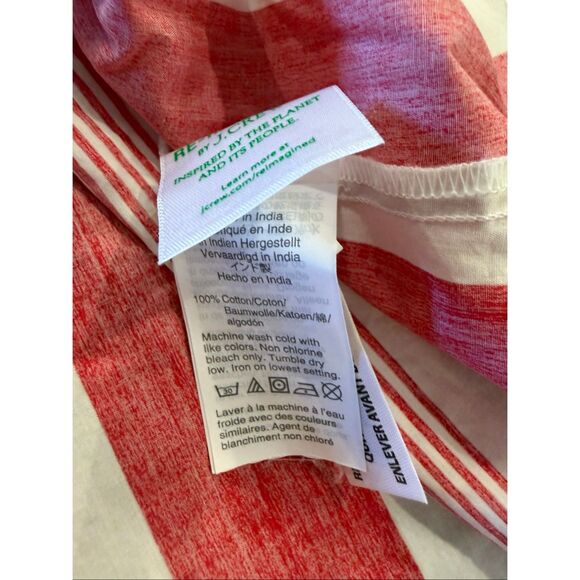 BY J.CREW
INSPIRED BY THE PLANET
AND ITS PEOPLE.
Learn more at
jcrew.com/reimagined
in India
en Inde
in Indien Hergestellt
Vervaardigd in India
インド製
Hecho en India
100% Cotton/Coton/
Baumwolle/Katoen/綿/
algodón
Machine wash cold with
like colors. Non chlorine
bleach only. Tumble dry
low. Iron on lowest setting.
30
Laver à la machine à l'eau
froide avec des couleurs
similaires. Agent de
blanchiment non chloré
ENLEVER AVANT